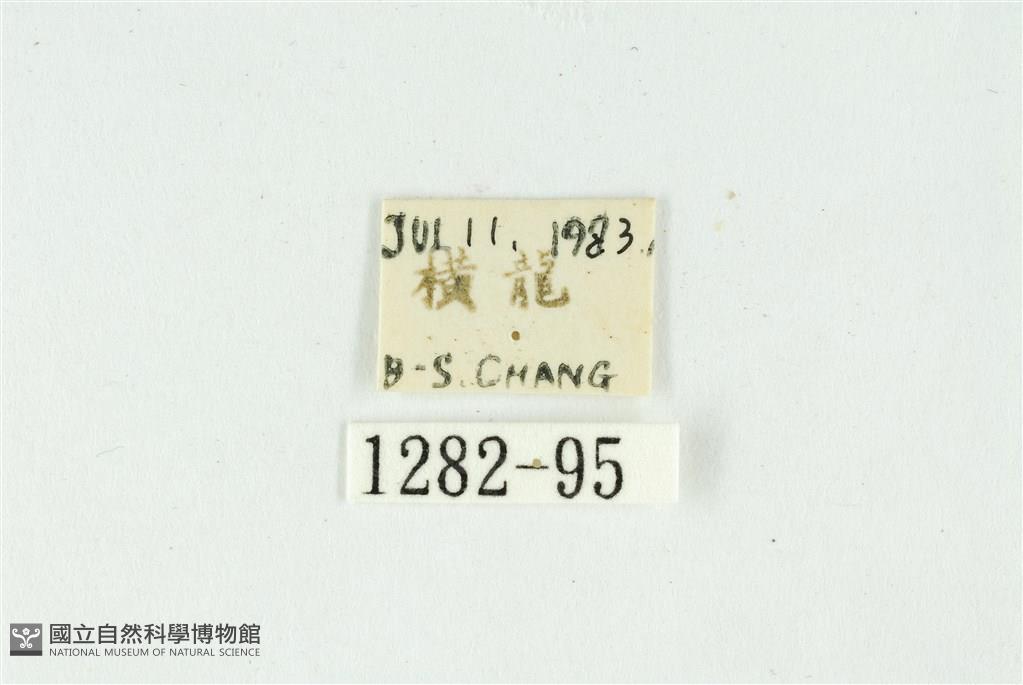 JUL 11, 1983.
橫龍
B-S. CHANG
1282-95
國立自然科學博物館
NATIONAL MUSEUM OF NATURAL SCIENCE